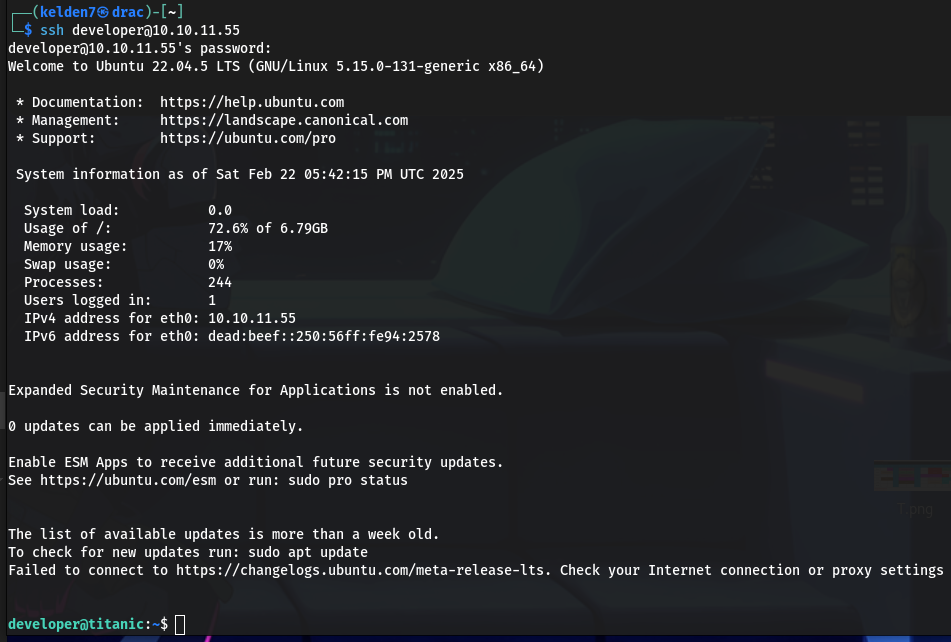 ┌──(kelden7㉿drac)-[~]
└─$ ssh developer@10.10.11.55
developer@10.10.11.55's password:
Welcome to Ubuntu 22.04.5 LTS (GNU/Linux 5.15.0-131-generic x86_64)
* Documentation:  https://help.ubuntu.com
* Management:     https://landscape.canonical.com
* Support:        https://ubuntu.com/pro
System information as of Sat Feb 22 05:42:15 PM UTC 2025
System load:           0.0
Usage of /:            72.6% of 6.79GB
Memory usage:          17%
Swap usage:            0%
Processes:             244
Users logged in:       1
IPv4 address for eth0: 10.10.11.55
IPv6 address for eth0: dead:beef::250:56ff:fe94:2578
Expanded Security Maintenance for Applications is not enabled.
0 updates can be applied immediately.
Enable ESM Apps to receive additional future security updates.
See https://ubuntu.com/esm or run: sudo pro status
1.png
The list of available updates is more than a week old.
To check for new updates run: sudo apt update
Failed to connect to https://changelogs.ubuntu.com/meta-release-lts. Check your Internet connection or proxy settings
developer@titanic:~$